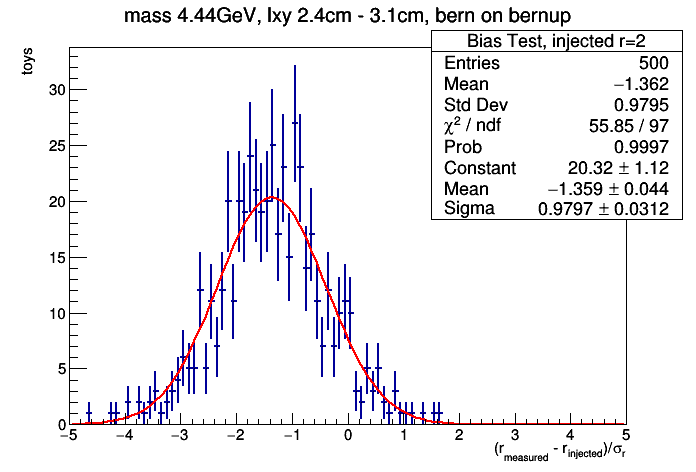 mass 4.44GeV, lxy 2.4cm - 3.1cm, bern on bernup
Bias Test, injected r=2
Entries 500
Mean −1.362
Std Dev 0.9795
χ² / ndf 55.85 / 97
Prob 0.9997
Constant 20.32 ± 1.12
Mean −1.359 ± 0.044
Sigma 0.9797 ± 0.0312
toys
30
25
20
15
10
5
0
−5 −4 −3 −2 −1 0 1 2 3 4 5
(r_measured - r_injected)/σ_r